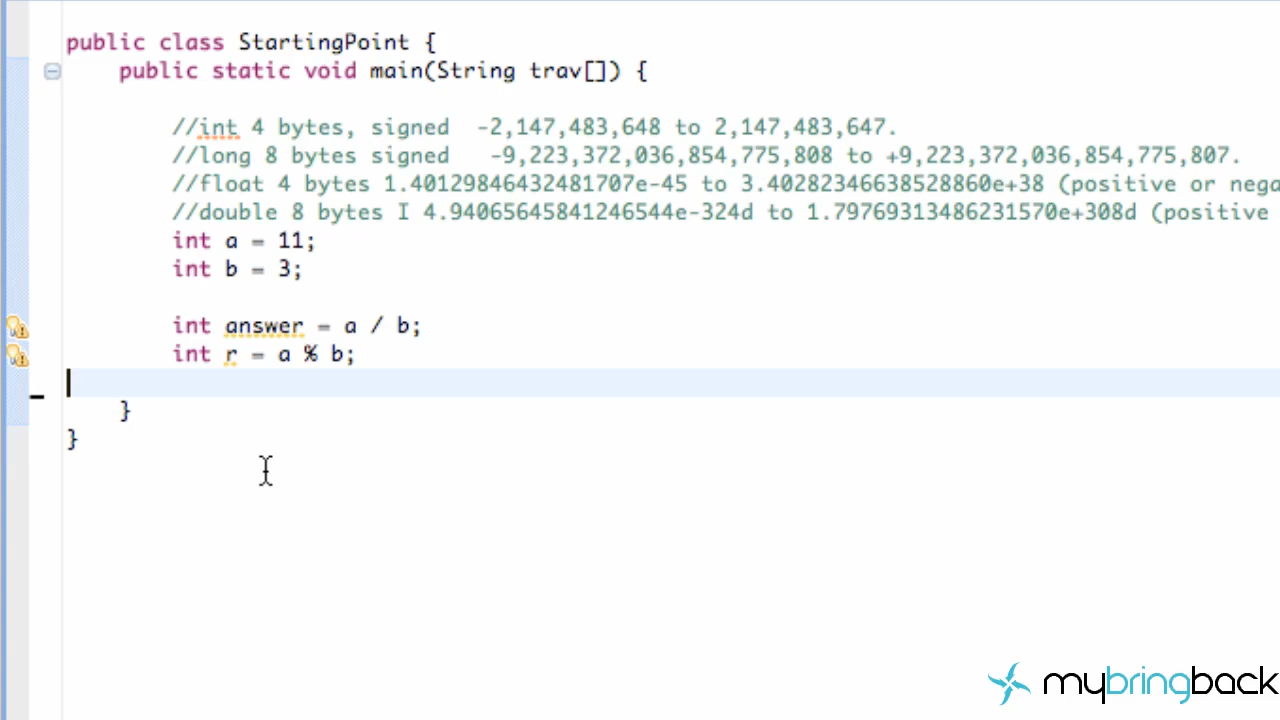 public class StartingPoint {
public static void main(String trav[]) {
//int 4 bytes, signed  -2,147,483,648 to 2,147,483,647.
//long 8 bytes signed   -9,223,372,036,854,775,808 to +9,223,372,036,854,775,807.
//float 4 bytes 1.40129846432481707e-45 to 3.40282346638528860e+38 (positive or nega
//double 8 bytes I 4.94065645841246544e-324d to 1.79769313486231570e+308d (positive
int a = 11;
int b = 3;
int answer = a / b;
int r = a % b;
}
}
mybringback